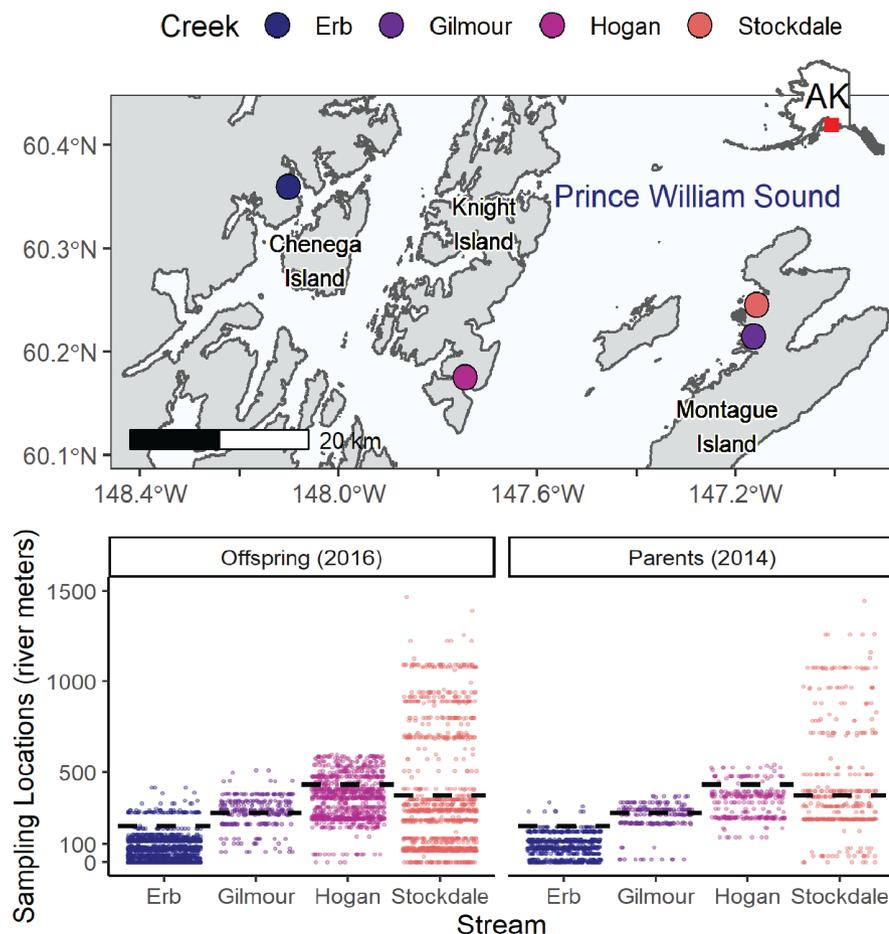 Creek Erb Gilmour Hogan Stockdale
AK
60.4°N
Prince William Sound
Knight
Island
60.3°N
Chenega
Island
60.2°N
Montague
Island
20 km
60.1°N
148.4°W 148.0°W 147.6°W 147.2°W
Sampling Locations (river meters)
Offspring (2016) Parents (2014)
1500
1000
500
100
0
Erb Gilmour Hogan Stockdale Erb Gilmour Hogan Stockdale
Stream